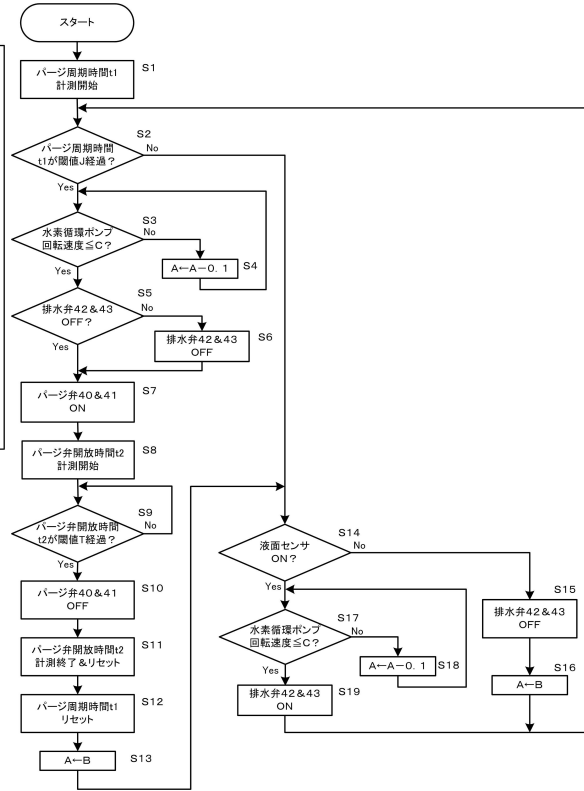 スタート
パージ周期時間t1
計測開始
S1
パージ周期時間
t1が閾値J経過？
S2
No
Yes
水素循環ポンプ
回転速度≦C？
S3
No
A←A－0．1
S4
Yes
排水弁42&43
OFF？
S5
No
排水弁42&43
OFF
S6
Yes
パージ弁40&41
ON
S7
パージ弁開放時間t2
計測開始
S8
パージ弁開放時間
t2が閾値T経過？
S9
No
Yes
パージ弁40&41
OFF
S10
パージ弁開放時間t2
計測終了&リセット
S11
パージ周期時間t1
リセット
S12
A←B
S13
液面センサ
ON？
S14
No
Yes
排水弁42&43
OFF
S15
A←B
S16
水素循環ポンプ
回転速度≦C？
S17
No
A←A－0．1
S18
Yes
排水弁42&43
ON
S19